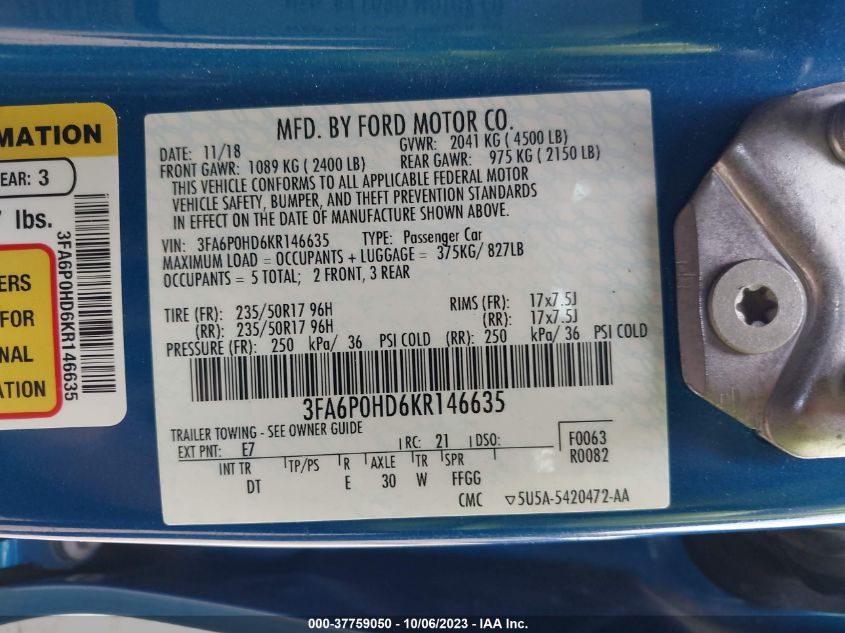 MFD. BY FORD MOTOR CO.
DATE: 11/18 GVWR: 2041 KG ( 4500 LB)
FRONT GAWR: 1089 KG ( 2400 LB) REAR GAWR: 975 KG ( 2150 LB)
THIS VEHICLE CONFORMS TO ALL APPLICABLE FEDERAL MOTOR
VEHICLE SAFETY, BUMPER, AND THEFT PREVENTION STANDARDS
IN EFFECT ON THE DATE OF MANUFACTURE SHOWN ABOVE.
VIN: 3FA6P0HD6KR146635 TYPE: Passenger Car
MAXIMUM LOAD = OCCUPANTS + LUGGAGE = 375KG/ 827LB
OCCUPANTS = 5 TOTAL; 2 FRONT, 3 REAR
TIRE (FR): 235/50R17 96H RIMS (FR): 17x7.5J
(RR): 235/50R17 96H (RR): 17x7.5J
PRESSURE (FR): 250 kPa/ 36 PSI COLD (RR): 250 kPa/ 36 PSI COLD
3FA6P0HD6KR146635
TRAILER TOWING - SEE OWNER GUIDE
EXT PNT: E7 RC: 21 DSO: F0063
R0082
INT TR TP/PS R AXLE TR SPR
DT E 30 W FFGG
CMC ▽5U5A-5420472-AA
MATION
EAR: 3
lbs.
ERS
FOR
NAL
ATION
3FA6P0HD6KR146635
000-37759050 - 10/06/2023 - IAA Inc.